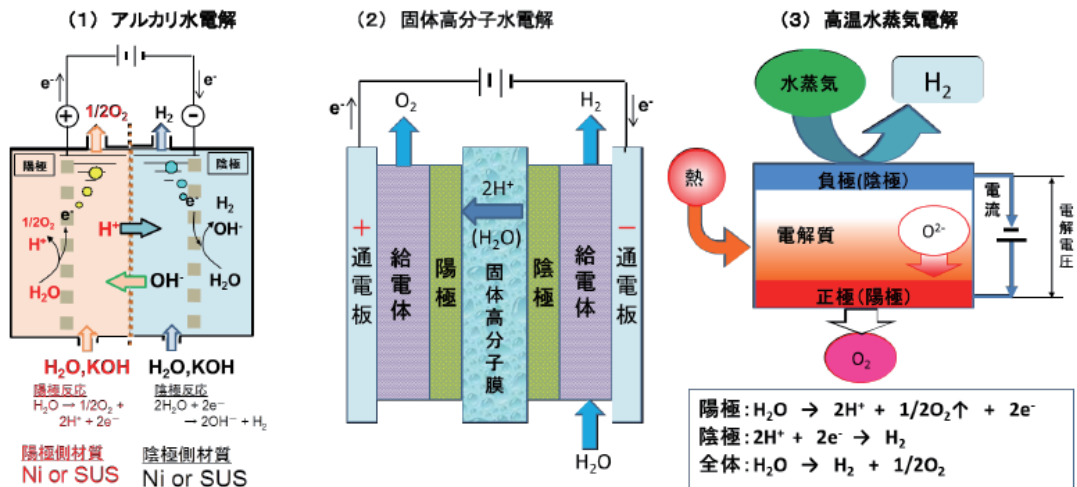 (1) アルカリ水電解
e⁻
e⁻
+
−
1/2O₂
H₂
陽極
陰極
e⁻
e⁻
H₂
1/2O₂
H⁺
H⁺
OH⁻
H₂O
OH⁻
H₂O
H₂O,KOH
H₂O,KOH
陽極反応
H₂O → 1/2O₂ +
2H⁺ + 2e⁻
陰極反応
2H₂O + 2e⁻
→ 2OH⁻ + H₂
陽極側材質
Ni or SUS
陰極側材質
Ni or SUS
(2) 固体高分子水電解
e⁻
O₂
H₂
e⁻
+通電板
給電体
陽極
2H⁺
(H₂O)
固体高分子膜
陰極
給電体
−通電板
H₂O
(3) 高温水蒸気電解
水蒸気
H₂
熱
負極(陰極)
電解質
O²⁻
正極(陽極)
電流
電解電圧
O₂
陽極:H₂O → 2H⁺ + 1/2O₂↑ + 2e⁻
陰極:2H⁺ + 2e⁻ → H₂
全体:H₂O → H₂ + 1/2O₂